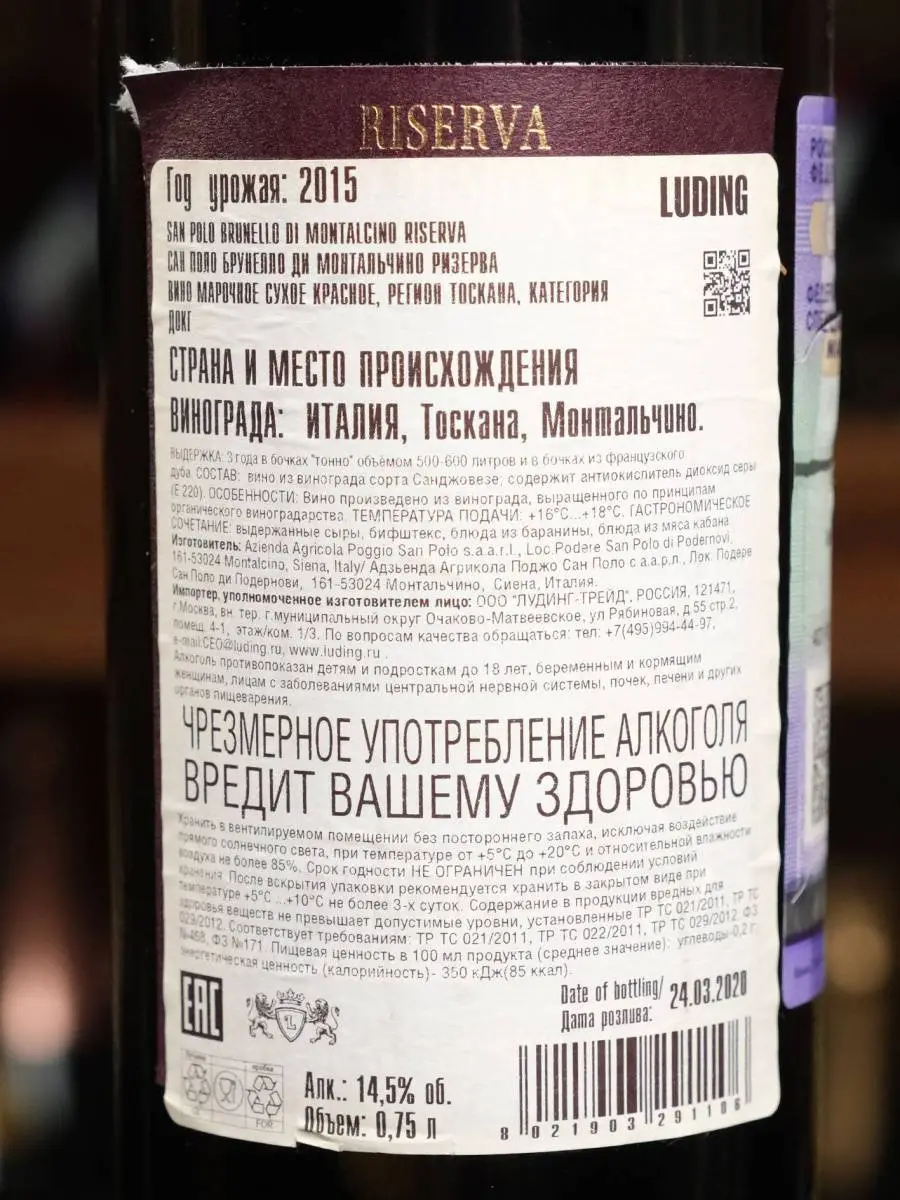 RISERVA
Год урожая: 2015
LUDING
SAN POLO BRUNELLO DI MONTALCINO RISERVA
САН ПОЛО БРУНЕЛЛО ДИ МОНТАЛЬЧИНО РИЗЕРВА
ВИНО МАРОЧНОЕ СУХОЕ КРАСНОЕ, РЕГИОН ТОСКАНА, КАТЕГОРИЯ
ДОКГ
СТРАНА И МЕСТО ПРОИСХОЖДЕНИЯ
ВИНОГРАДА: ИТАЛИЯ, Тоскана, Монтальчино.
ВЫДЕРЖКА: 3 года в бочках "тонно" объёмом 500-600 литров и в бочках из французского
дуба. СОСТАВ: вино из винограда сорта Санджовезе; содержит антиокислитель диоксид серы
(Е 220). ОСОБЕННОСТИ: Вино произведено из винограда, выращенного по принципам
органического виноградарства. ТЕМПЕРАТУРА ПОДАЧИ: +16°C...+18°C. ГАСТРОНОМИЧЕСКОЕ
СОЧЕТАНИЕ: выдержанные сыры, бифштекс, блюда из баранины, блюда из мяса кабана
Изготовитель: Azienda Agricola Poggio San Polo s.a.a.r.l., Loc.Podere San Polo di Podernovi,
161-53024 Montalcino, Siena, Italy/ Адзьенда Агрикола Поджо Сан Поло с.а.а.р.л., Лок. Подере
Сан Поло ди Подернови, 161-53024 Монтальчино, Сиена, Италия.
Импортер, уполномоченное изготовителем лицо: ООО "ЛУДИНГ-ТРЕЙД", РОССИЯ, 121471,
г.Москва, вн. тер. г.муниципальный округ Очаково-Матвеевское, ул Рябиновая, д.55 стр.2,
помещ. 4-1, этаж/ком. 1/3. По вопросам качества обращаться: тел: +7(495)994-44-97,
e-mail:CEO@luding.ru, www.luding.ru .
Алкоголь противопоказан детям и подросткам до 18 лет, беременным и кормящим
женщинам, лицам с заболеваниями центральной нервной системы, почек, печени и других
органов пищеварения.
ЧРЕЗМЕРНОЕ УПОТРЕБЛЕНИЕ АЛКОГОЛЯ
ВРЕДИТ ВАШЕМУ ЗДОРОВЬЮ
Хранить в вентилируемом помещении без постороннего запаха, исключая воздействие
прямого солнечного света, при температуре от +5°C до +20°C и относительной влажности
воздуха не более 85%. Срок годности НЕ ОГРАНИЧЕН при соблюдении условий
хранения. После вскрытия упаковки рекомендуется хранить в закрытом виде при
температуре +5°C ...+10°C не более 3-х суток. Содержание в продукции вредных для
здоровья веществ не превышает допустимые уровни, установленные ТР ТС 021/2011, ТР ТС
029/2012. Соответствует требованиям: ТР ТС 021/2011, ТР ТС 022/2011, ТР ТС 029/2012, ФЗ
№468, ФЗ №171. Пищевая ценность в 100 мл продукта (среднее значение): углеводы-0,2 г,
энергетическая ценность (калорийность)- 350 кДж(85 ккал).
Date of bottling/
Дата розлива:
24.03.2020
EAC
L
пробка
FOR
Алк.: 14,5% об.
Объем: 0,75 л
8 021903 291106